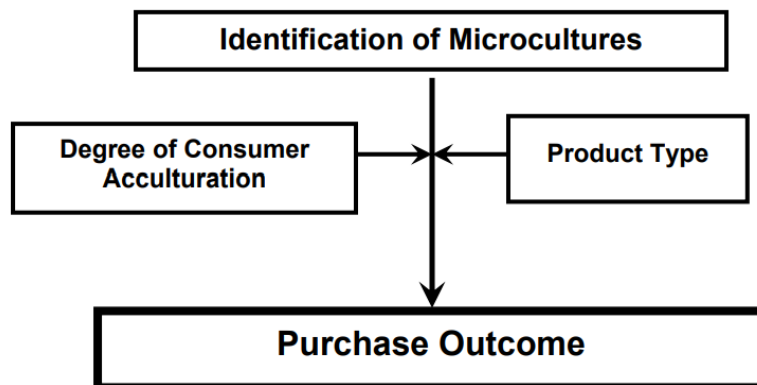 Identification of Microcultures
Degree of Consumer
Acculturation
Product Type
Purchase Outcome